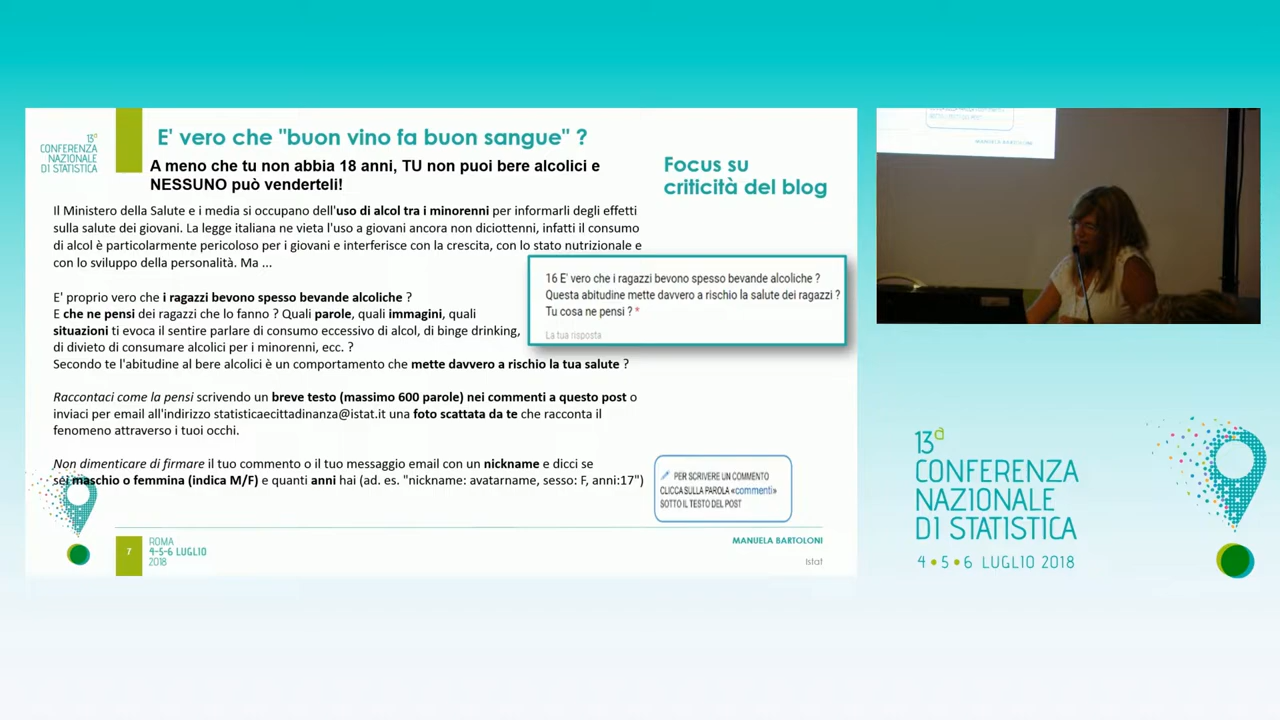 13ª
CONFERENZA
NAZIONALE
DI STATISTICA
E' vero che "buon vino fa buon sangue" ?
A meno che tu non abbia 18 anni, TU non puoi bere alcolici e
NESSUNO può venderteli!
Focus su
criticità del blog
Il Ministero della Salute e i media si occupano dell'uso di alcol tra i minorenni per informarli degli effetti
sulla salute dei giovani. La legge italiana ne vieta l'uso a giovani ancora non diciottenni, infatti il consumo
di alcol è particolarmente pericoloso per i giovani e interferisce con la crescita, con lo stato nutrizionale e
con lo sviluppo della personalità. Ma ...
E' proprio vero che i ragazzi bevono spesso bevande alcoliche ?
E che ne pensi dei ragazzi che lo fanno ? Quali parole, quali immagini, quali
situazioni ti evoca il sentire parlare di consumo eccessivo di alcol, di binge drinking,
di divieto di consumare alcolici per i minorenni, ecc. ?
Secondo te l'abitudine al bere alcolici è un comportamento che mette davvero a rischio la tua salute ?
16 E' vero che i ragazzi bevono spesso bevande alcoliche ?
Questa abitudine mette davvero a rischio la salute dei ragazzi ?
Tu cosa ne pensi ? *
La tua risposta
Raccontaci come la pensi scrivendo un breve testo (massimo 600 parole) nei commenti a questo post o
inviaci per email all'indirizzo statisticaecittadinanza@istat.it una foto scattata da te che racconta il
fenomeno attraverso i tuoi occhi.
Non dimenticare di firmare il tuo commento o il tuo messaggio email con un nickname e dicci se
sei maschio o femmina (indica M/F) e quanti anni hai (ad. es. "nickname: avatarname, sesso: F, anni:17")
PER SCRIVERE UN COMMENTO
CLICCA SULLA PAROLA «commenti»
SOTTO IL TESTO DEL POST
7
ROMA
4-5-6 LUGLIO
2018
MANUELA BARTOLONI
Istat
MANUELA BARTOLONI
13ª
CONFERENZA
NAZIONALE
DI STATISTICA
4•5•6 LUGLIO 2018